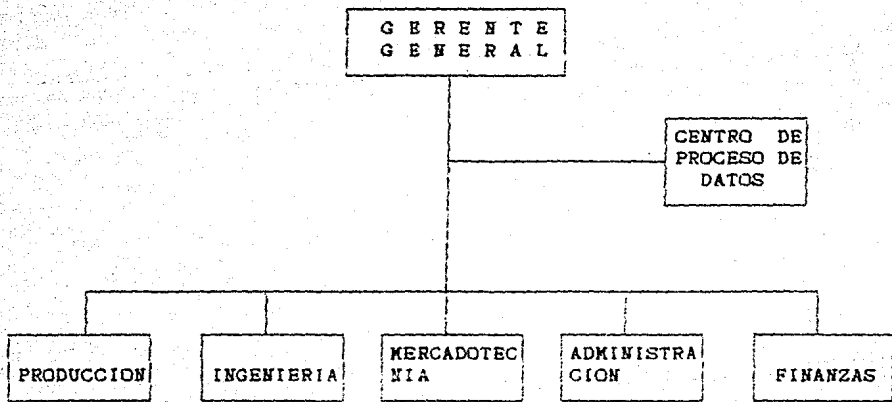 G E R E N T E
G E N E R A L
CENTRO DE
PROCESO DE
DATOS
PRODUCCION
INGENIERIA
MERCADOTEC
NIA
ADMINISTRA
CION
FINANZAS